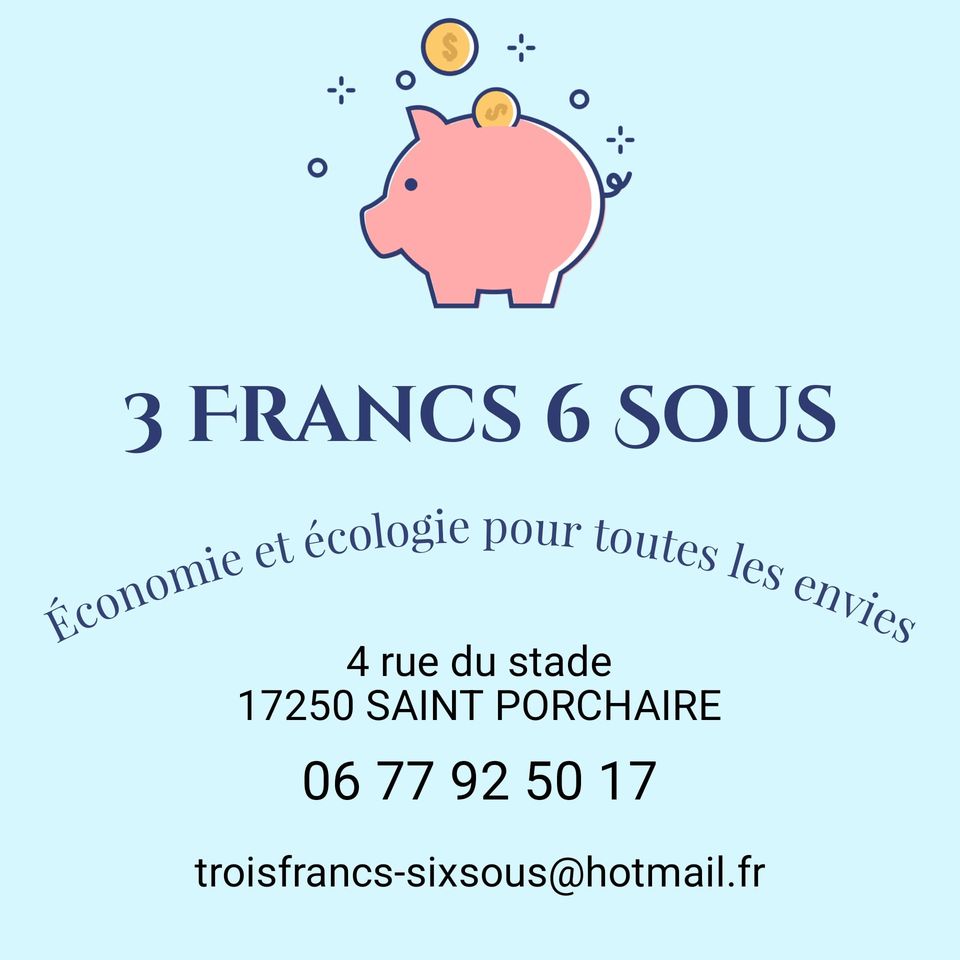 3 Francs 6 Sous
Économie et écologie pour toutes les envies
4 rue du stade
17250 SAINT PORCHAIRE
06 77 92 50 17
troisfrancs-sixsous@hotmail.fr